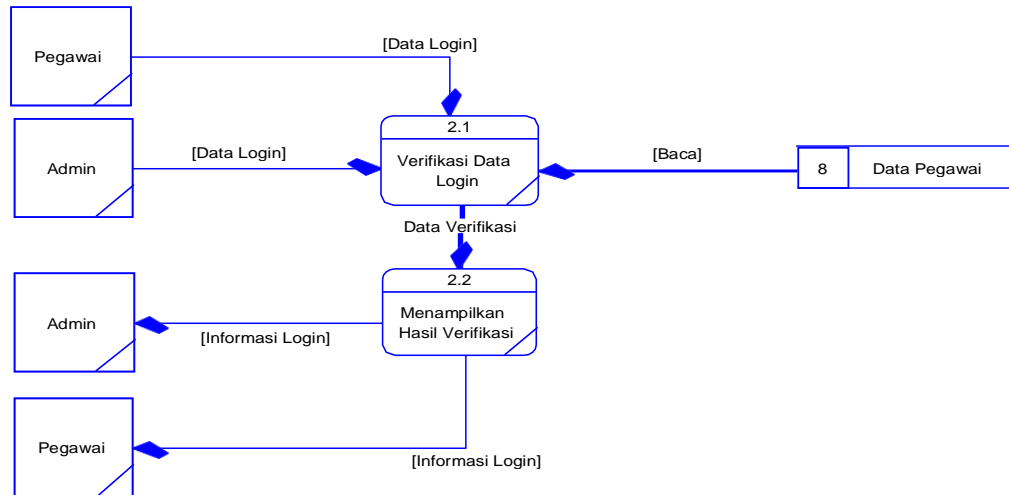 Pegawai
[Data Login]
2.1
Admin
[Data Login]
Verifikasi Data
Login
[Baca]
8
Data Pegawai
Data Verifikasi
2.2
Admin
Menampilkan
Hasil Verifikasi
[Informasi Login]
Pegawai
[Informasi Login]